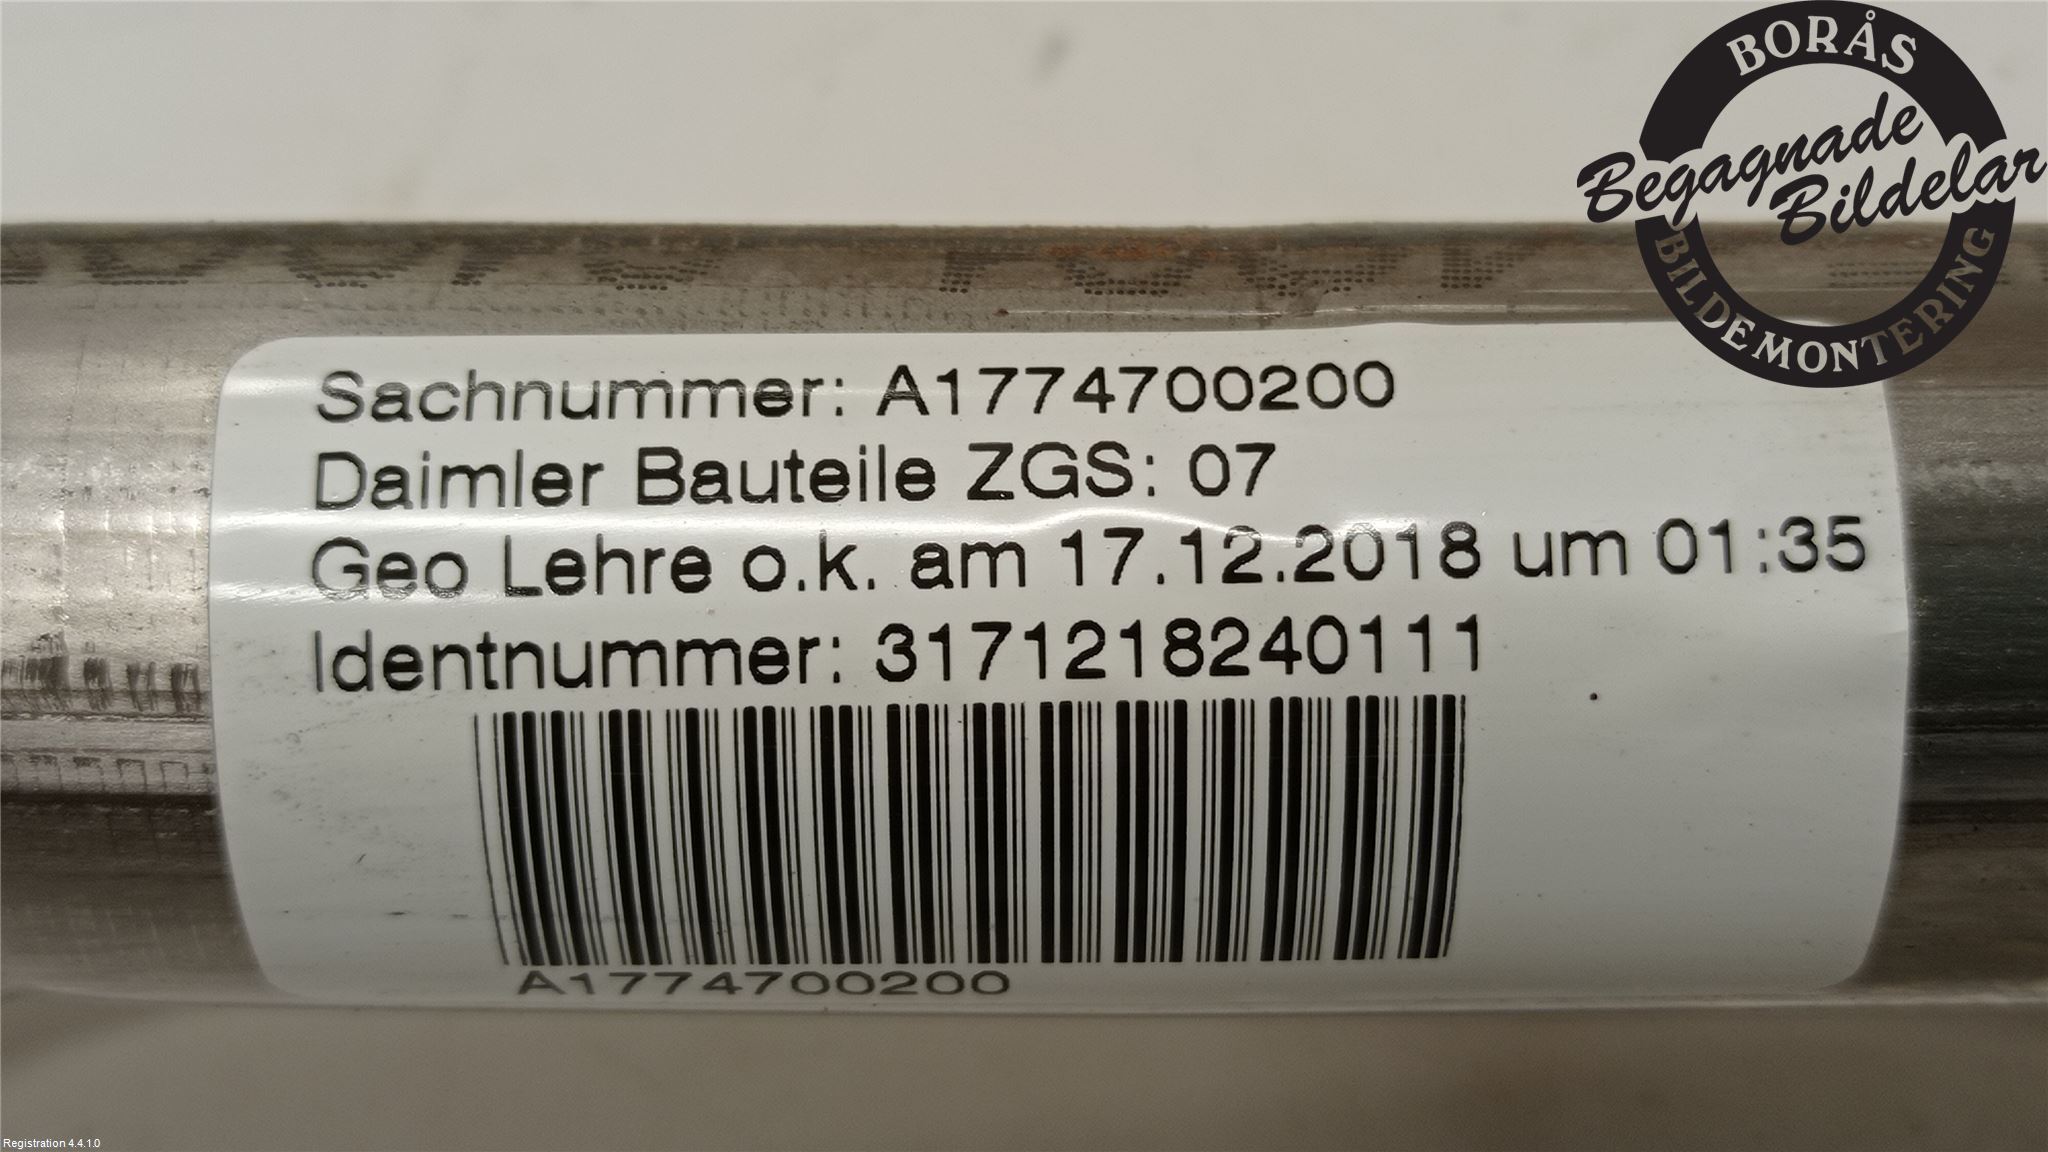 BORÅS
Begagnade
Bildelar
BILDEMONTERING
Sachnummer: A1774700200
Daimler Bauteile ZGS: 07
Geo Lehre o.k. am 17.12.2018 um 01:35
Identnummer: 3171218240111
A1774700200
Registration 4.4.1.0